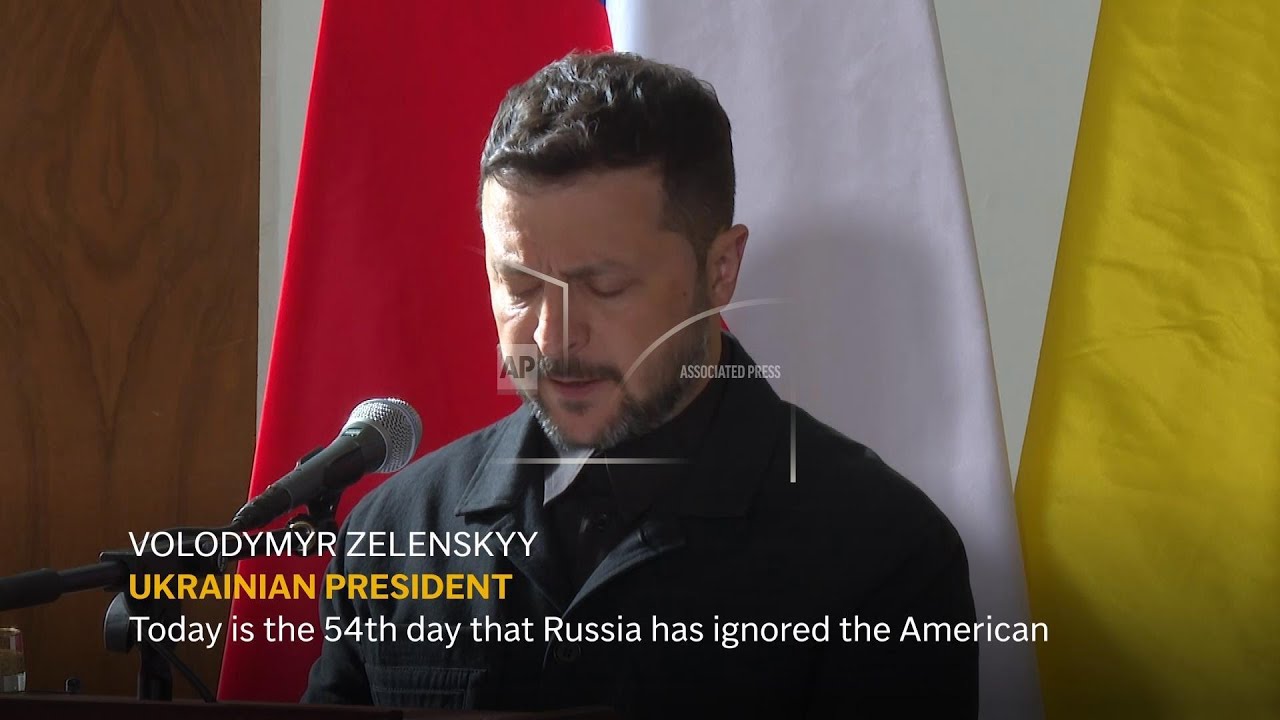 AP
ASSOCIATED PRESS
VOLODYMYR ZELENSKYY
UKRAINIAN PRESIDENT
Today is the 54th day that Russia has ignored the American